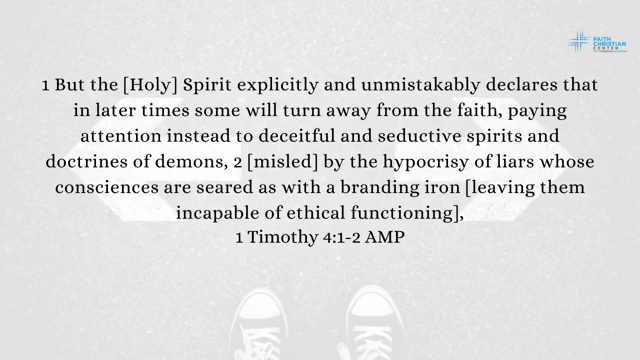 FAITH
CHRISTIAN
CENTER
1 But the [Holy] Spirit explicitly and unmistakably declares that
in later times some will turn away from the faith, paying
attention instead to deceitful and seductive spirits and
doctrines of demons, 2 [misled] by the hypocrisy of liars whose
consciences are seared as with a branding iron [leaving them
incapable of ethical functioning],
1 Timothy 4:1-2 AMP